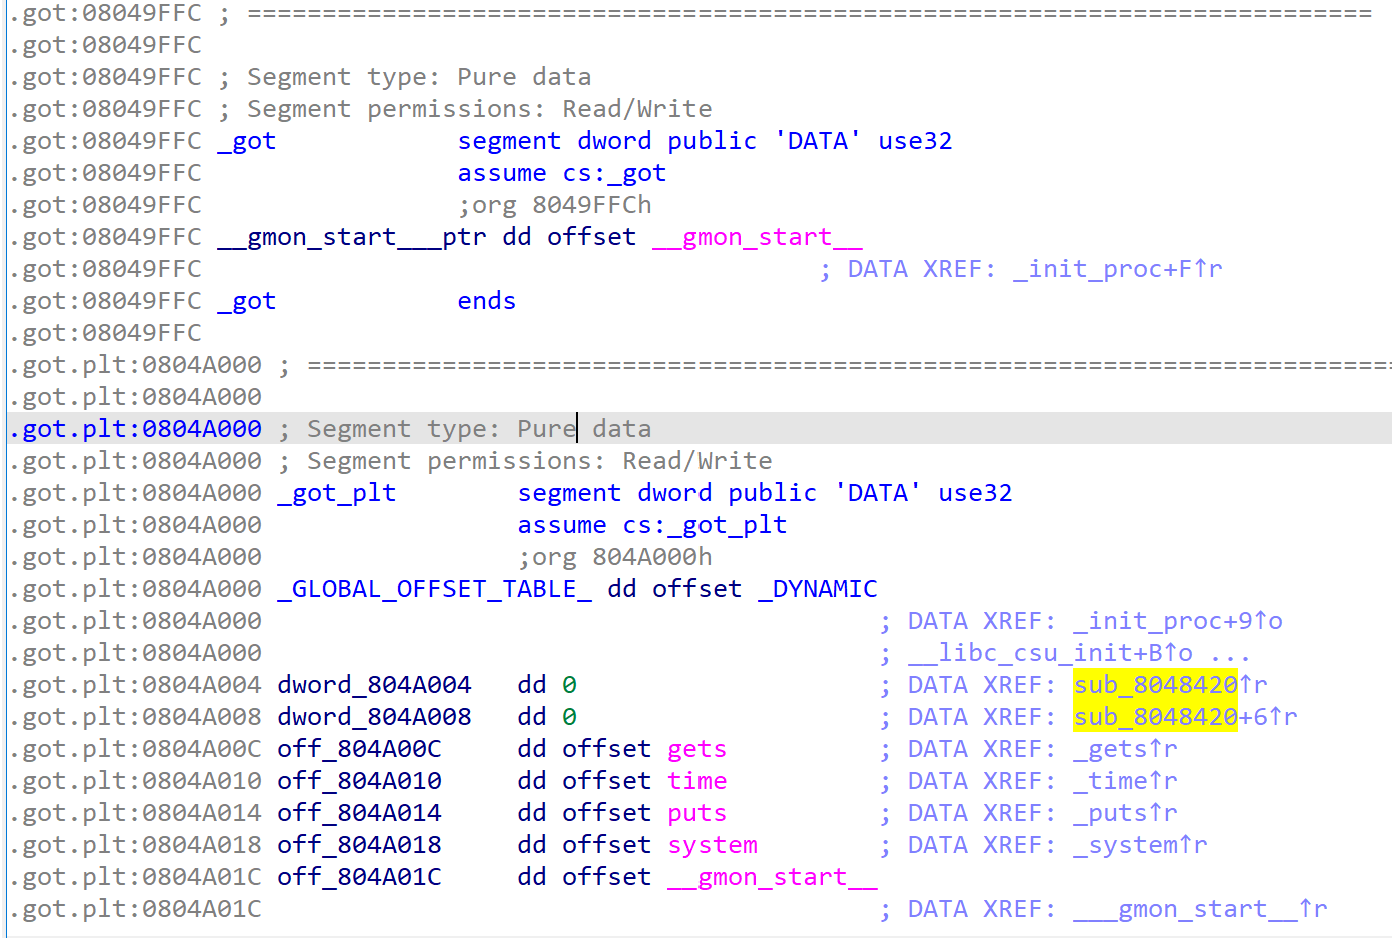 .got:08049FFC ; ===========================================================================
.got:08049FFC
.got:08049FFC ; Segment type: Pure data
.got:08049FFC ; Segment permissions: Read/Write
.got:08049FFC _got            segment dword public 'DATA' use32
.got:08049FFC                 assume cs:_got
.got:08049FFC                 ;org 8049FFCh
.got:08049FFC __gmon_start___ptr dd offset __gmon_start__
.got:08049FFC                                         ; DATA XREF: _init_proc+F↑r
.got:08049FFC _got            ends
.got:08049FFC
.got.plt:0804A000 ; =========================================================================
.got.plt:0804A000
.got.plt:0804A000 ; Segment type: Pure data
.got.plt:0804A000 ; Segment permissions: Read/Write
.got.plt:0804A000 _got_plt        segment dword public 'DATA' use32
.got.plt:0804A000                 assume cs:_got_plt
.got.plt:0804A000                 ;org 804A000h
.got.plt:0804A000 _GLOBAL_OFFSET_TABLE_ dd offset _DYNAMIC
.got.plt:0804A000                                         ; DATA XREF: _init_proc+9↑o
.got.plt:0804A000                                         ; __libc_csu_init+B↑o ...
.got.plt:0804A004 dword_804A004   dd 0                    ; DATA XREF: sub_8048420↑r
.got.plt:0804A008 dword_804A008   dd 0                    ; DATA XREF: sub_8048420+6↑r
.got.plt:0804A00C off_804A00C     dd offset gets          ; DATA XREF: _gets↑r
.got.plt:0804A010 off_804A010     dd offset time          ; DATA XREF: _time↑r
.got.plt:0804A014 off_804A014     dd offset puts          ; DATA XREF: _puts↑r
.got.plt:0804A018 off_804A018     dd offset system        ; DATA XREF: _system↑r
.got.plt:0804A01C off_804A01C     dd offset __gmon_start__
.got.plt:0804A01C                                         ; DATA XREF: ___gmon_start__↑r